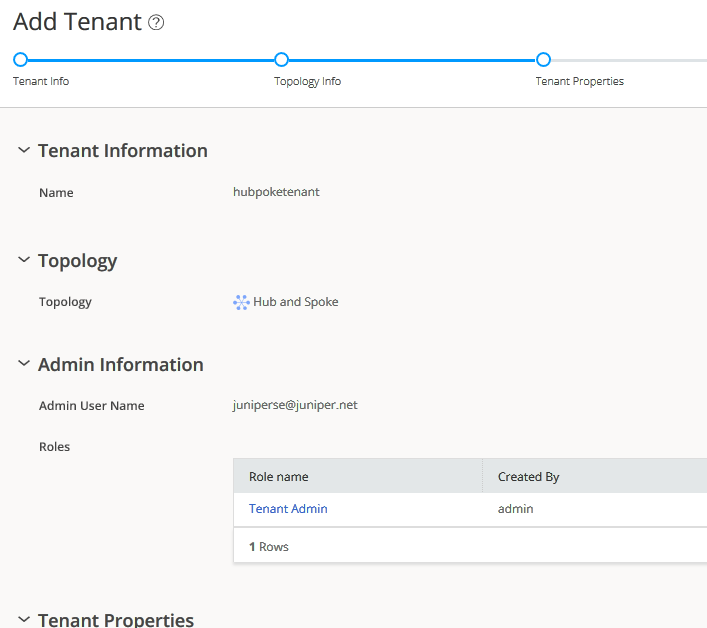 Add Tenant ?
Tenant Info Topology Info Tenant Properties
Tenant Information
Name hubpoketenant
Topology
Topology Hub and Spoke
Admin Information
Admin User Name juniperse@juniper.net
Roles
Role name Created By
Tenant Admin admin
1 Rows
Tenant Properties